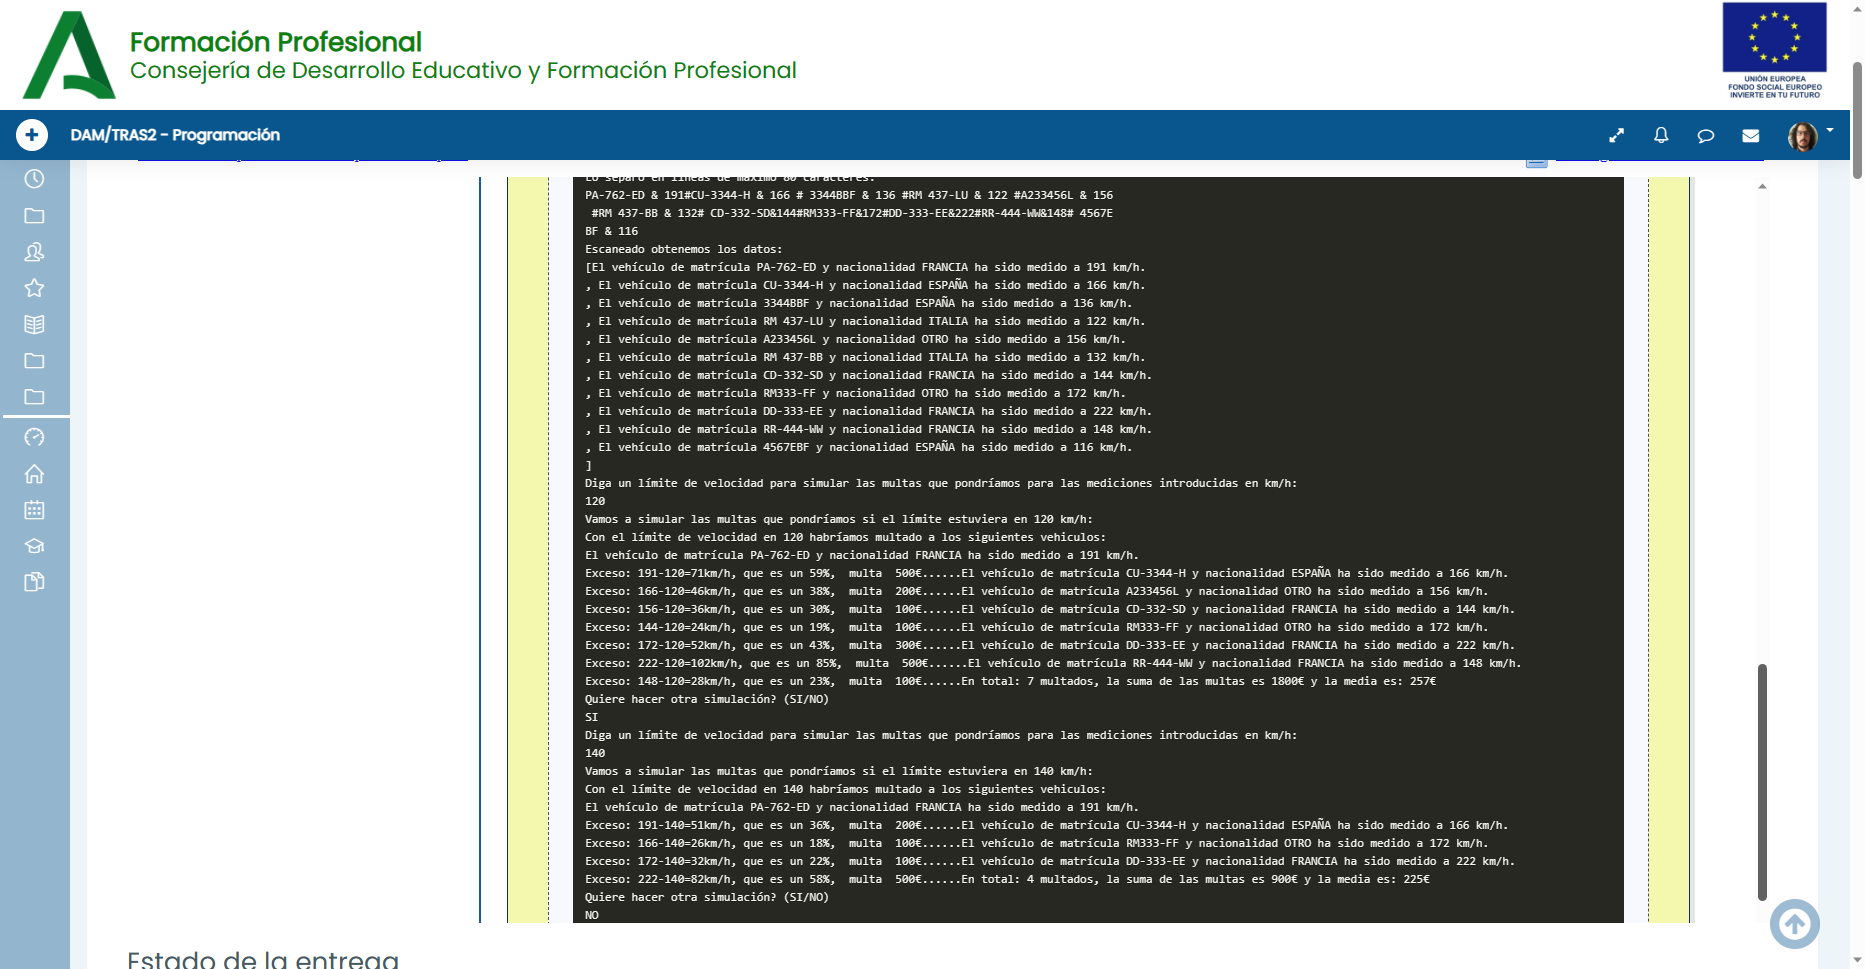 Formación Profesional
Consejería de Desarrollo Educativo y Formación Profesional
UNIÓN EUROPEA
FONDO SOCIAL EUROPEO
INVIERTE EN TU FUTURO
DAM/TRAS2 - Programación
Lo separo en líneas de máximo 80 caracteres:
PA-762-ED & 191#CU-3344-H & 166 # 3344BBF & 136 #RM 437-LU & 122 #A233456L & 156
#RM 437-BB & 132# CD-332-SD&144#RM333-FF&172#DD-333-EE&222#RR-444-WW&148# 4567E
BF & 116
Escaneado obtenemos los datos:
[El vehículo de matrícula PA-762-ED y nacionalidad FRANCIA ha sido medido a 191 km/h.
, El vehículo de matrícula CU-3344-H y nacionalidad ESPAÑA ha sido medido a 166 km/h.
, El vehículo de matrícula 3344BBF y nacionalidad ESPAÑA ha sido medido a 136 km/h.
, El vehículo de matrícula RM 437-LU y nacionalidad ITALIA ha sido medido a 122 km/h.
, El vehículo de matrícula A233456L y nacionalidad OTRO ha sido medido a 156 km/h.
, El vehículo de matrícula RM 437-BB y nacionalidad ITALIA ha sido medido a 132 km/h.
, El vehículo de matrícula CD-332-SD y nacionalidad FRANCIA ha sido medido a 144 km/h.
, El vehículo de matrícula RM333-FF y nacionalidad OTRO ha sido medido a 172 km/h.
, El vehículo de matrícula DD-333-EE y nacionalidad FRANCIA ha sido medido a 222 km/h.
, El vehículo de matrícula RR-444-WW y nacionalidad FRANCIA ha sido medido a 148 km/h.
, El vehículo de matrícula 4567EBF y nacionalidad ESPAÑA ha sido medido a 116 km/h.
]
Diga un límite de velocidad para simular las multas que pondríamos para las mediciones introducidas en km/h:
120
Vamos a simular las multas que pondríamos si el límite estuviera en 120 km/h:
Con el límite de velocidad en 120 habríamos multado a los siguientes vehiculos:
El vehículo de matrícula PA-762-ED y nacionalidad FRANCIA ha sido medido a 191 km/h.
Exceso: 191-120=71km/h, que es un 59%,  multa  500€......El vehículo de matrícula CU-3344-H y nacionalidad ESPAÑA ha sido medido a 166 km/h.
Exceso: 166-120=46km/h, que es un 38%,  multa  200€......El vehículo de matrícula A233456L y nacionalidad OTRO ha sido medido a 156 km/h.
Exceso: 156-120=36km/h, que es un 30%,  multa  100€......El vehículo de matrícula CD-332-SD y nacionalidad FRANCIA ha sido medido a 144 km/h.
Exceso: 144-120=24km/h, que es un 19%,  multa  100€......El vehículo de matrícula RM333-FF y nacionalidad OTRO ha sido medido a 172 km/h.
Exceso: 172-120=52km/h, que es un 43%,  multa  300€......El vehículo de matrícula DD-333-EE y nacionalidad FRANCIA ha sido medido a 222 km/h.
Exceso: 222-120=102km/h, que es un 85%,  multa  500€......El vehículo de matrícula RR-444-WW y nacionalidad FRANCIA ha sido medido a 148 km/h.
Exceso: 148-120=28km/h, que es un 23%,  multa  100€......En total: 7 multados, la suma de las multas es 1800€ y la media es: 257€
Quiere hacer otra simulación? (SI/NO)
SI
Diga un límite de velocidad para simular las multas que pondríamos para las mediciones introducidas en km/h:
140
Vamos a simular las multas que pondríamos si el límite estuviera en 140 km/h:
Con el límite de velocidad en 140 habríamos multado a los siguientes vehiculos:
El vehículo de matrícula PA-762-ED y nacionalidad FRANCIA ha sido medido a 191 km/h.
Exceso: 191-140=51km/h, que es un 36%,  multa  200€......El vehículo de matrícula CU-3344-H y nacionalidad ESPAÑA ha sido medido a 166 km/h.
Exceso: 166-140=26km/h, que es un 18%,  multa  100€......El vehículo de matrícula RM333-FF y nacionalidad OTRO ha sido medido a 172 km/h.
Exceso: 172-140=32km/h, que es un 22%,  multa  100€......El vehículo de matrícula DD-333-EE y nacionalidad FRANCIA ha sido medido a 222 km/h.
Exceso: 222-140=82km/h, que es un 58%,  multa  500€......En total: 4 multados, la suma de las multas es 900€ y la media es: 225€
Quiere hacer otra simulación? (SI/NO)
NO
Estado de la entrega